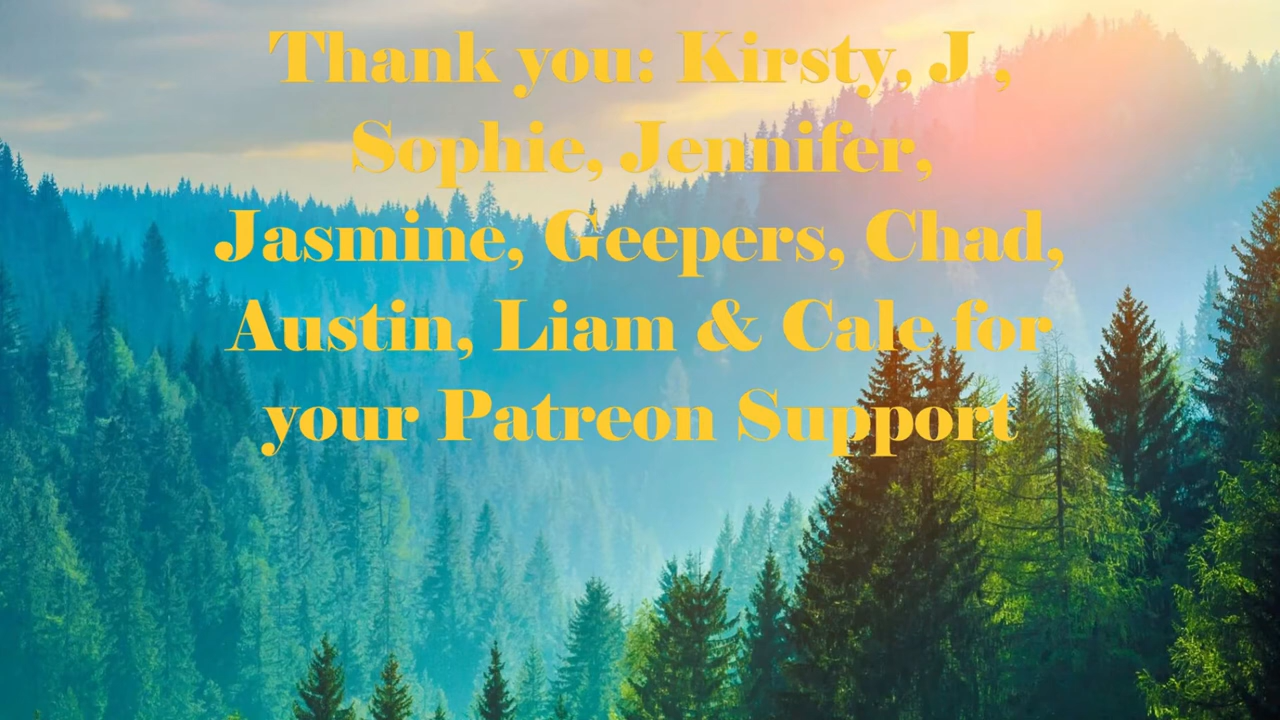 Thank you: Kirsty, J ,
Sophie, Jennifer,
Jasmine, Geepers, Chad,
Austin, Liam & Cale for
your Patreon Support